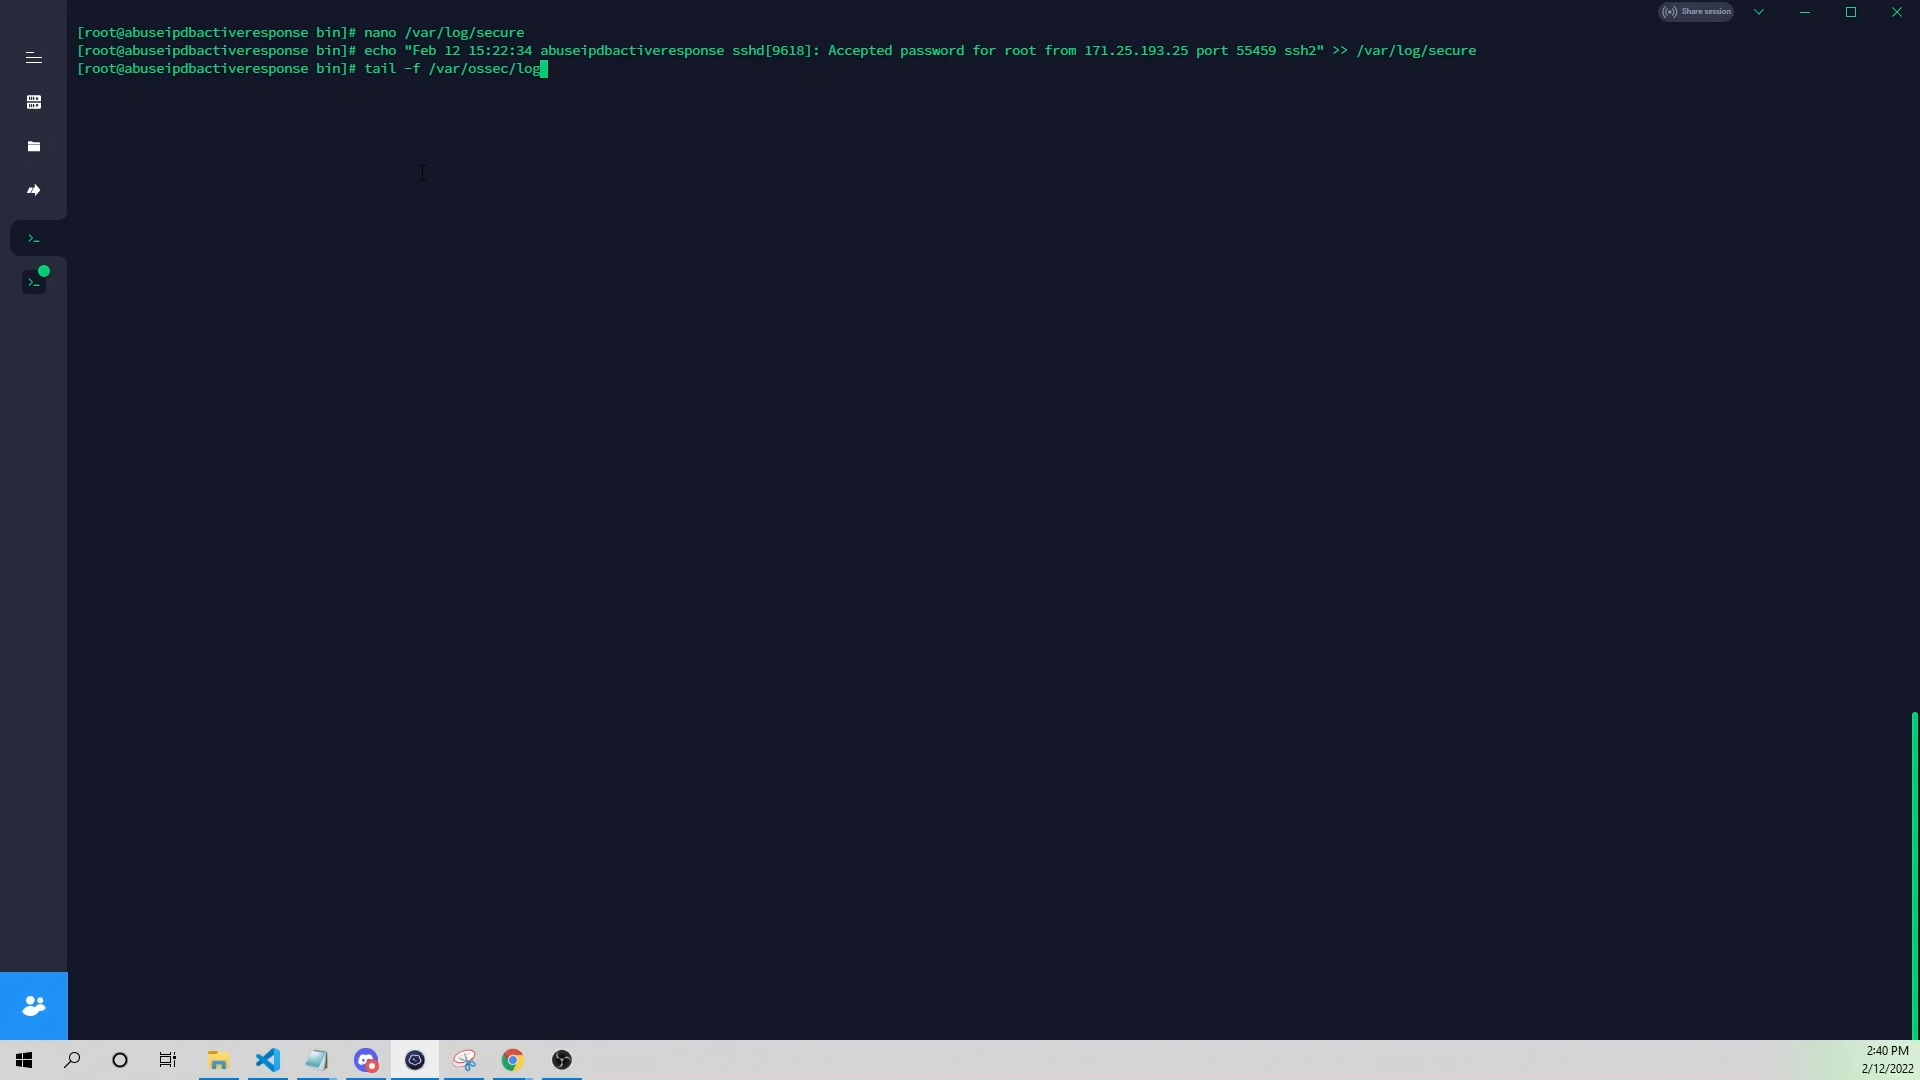 Share session
[root@abuseipdbactiveresponse bin]# nano /var/log/secure
[root@abuseipdbactiveresponse bin]# echo "Feb 12 15:22:34 abuseipdbactiveresponse sshd[9618]: Accepted password for root from 171.25.193.25 port 55459 ssh2" >> /var/log/secure
[root@abuseipdbactiveresponse bin]# tail -f /var/ossec/log
2:40 PM
2/12/2022